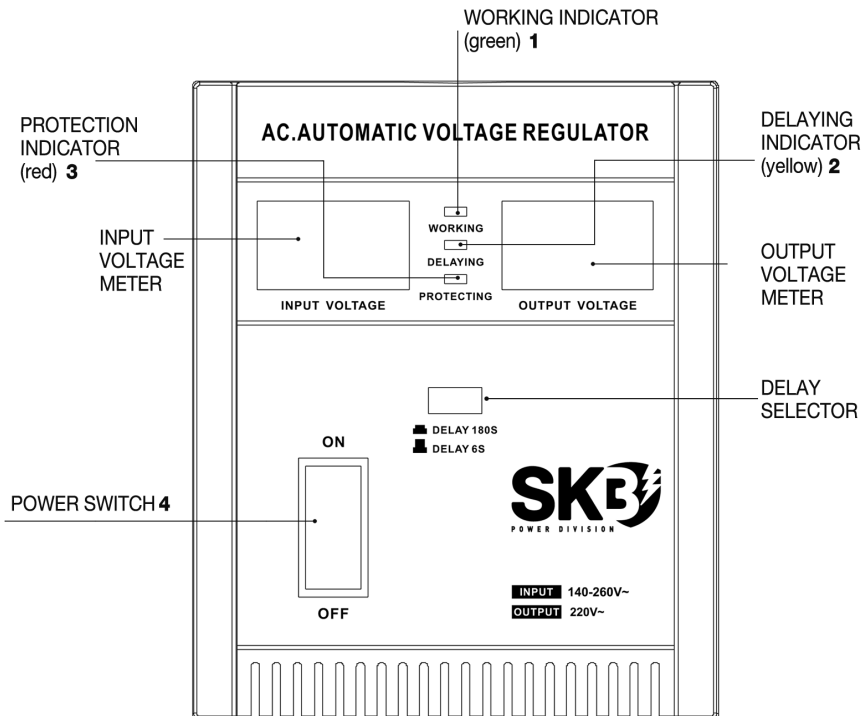 WORKING INDICATOR
(green) 1
PROTECTION
INDICATOR
(red) 3
AC.AUTOMATIC VOLTAGE REGULATOR
DELAYING
INDICATOR
(yellow) 2
INPUT
VOLTAGE
METER
WORKING
DELAYING
PROTECTING
INPUT VOLTAGE
OUTPUT VOLTAGE
OUTPUT
VOLTAGE
METER
DELAY
SELECTOR
DELAY 180S
DELAY 6S
ON
POWER SWITCH 4
OFF
SKB
POWER DIVISION
INPUT 140-260V~
OUTPUT 220V~